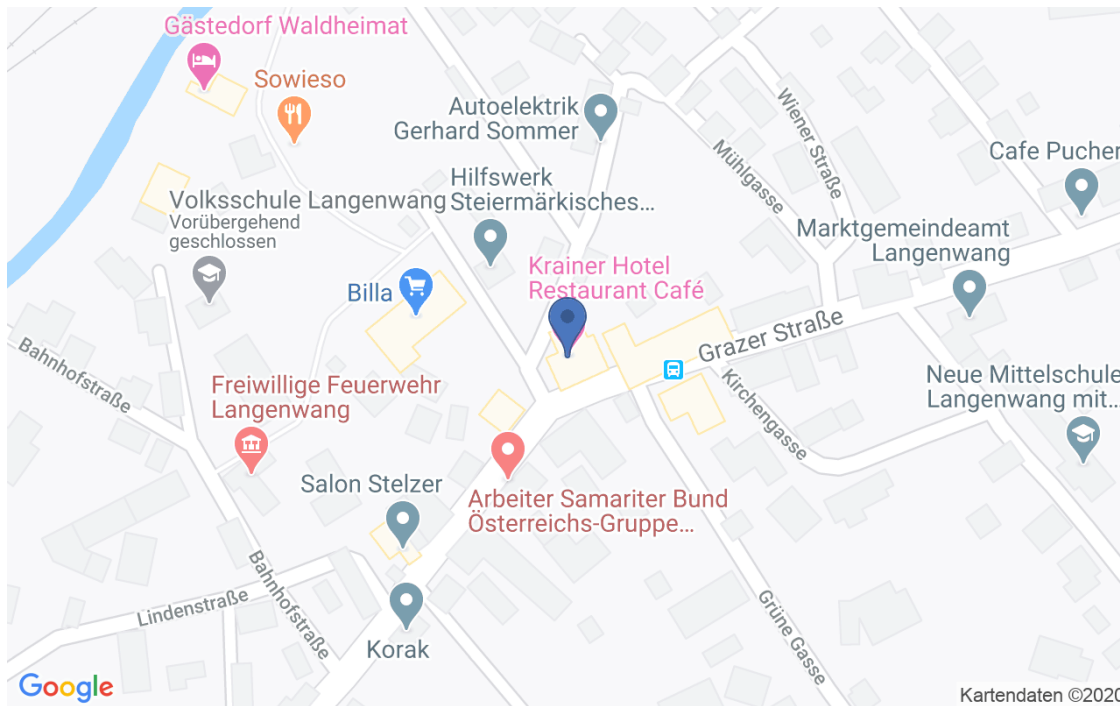 Gästedorf Waldheimat
Sowieso
Autoelektrik
Gerhard Sommer
Wiener Straße
Mühlgasse
Cafe Pucher
Hilfswerk
Steiermärkisches...
Volksschule Langenwang
Vorübergehend
geschlossen
Marktgemeindeamt
Langenwang
Krainer Hotel
Restaurant Café
Billa
Grazer Straße
Bahnhofstraße
Freiwillige Feuerwehr
Langenwang
Kirchengasse
Neue Mittelschule
Langenwang mit...
Salon Stelzer
Arbeiter Samariter Bund
Österreichs-Gruppe...
Bahnhofstraße
Lindenstraße
Grüne Gasse
Korak
Google
Kartendaten ©2020